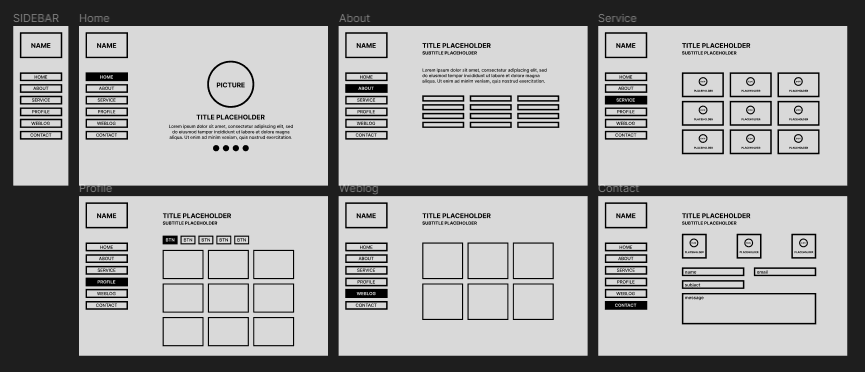 SIDEBAR
NAME
HOME
ABOUT
SERVICE
PROFILE
WEBLOG
CONTACT
Home
NAME
HOME
ABOUT
SERVICE
PROFILE
WEBLOG
CONTACT
PICTURE
TITLE PLACEHOLDER
Lorem ipsum dolor sit amet, consectetur adipiscing elit, sed
do eiusmod tempor incididunt ut labore et dolore magna
aliqua. Ut enim ad minim veniam, quis nostrud exercitation
About
NAME
HOME
ABOUT
SERVICE
PROFILE
WEBLOG
CONTACT
TITLE PLACEHOLDER
SUBTITLE PLACEHOLDER
Lorem ipsum dolor sit amet, consectetur adipiscing elit, sed
do eiusmod tempor incididunt ut labore et dolore magna
aliqua. Ut enim ad minim veniam, quis nostrud exercitation
Service
NAME
HOME
ABOUT
SERVICE
PROFILE
WEBLOG
CONTACT
TITLE PLACEHOLDER
SUBTITLE PLACEHOLDER
PLACEHOLDER
PLACEHOLDER
PLACEHOLDER
PLACEHOLDER
PLACEHOLDER
PLACEHOLDER
PLACEHOLDER
PLACEHOLDER
PLACEHOLDER
Profile
NAME
HOME
ABOUT
SERVICE
PROFILE
WEBLOG
CONTACT
TITLE PLACEHOLDER
SUBTITLE PLACEHOLDER
BTN BTN BTN BTN BTN
Weblog
NAME
HOME
ABOUT
SERVICE
PROFILE
WEBLOG
CONTACT
TITLE PLACEHOLDER
SUBTITLE PLACEHOLDER
Contact
NAME
HOME
ABOUT
SERVICE
PROFILE
WEBLOG
CONTACT
TITLE PLACEHOLDER
SUBTITLE PLACEHOLDER
PLACEHOLDER
PLACEHOLDER
PLACEHOLDER
name
email
subject
message